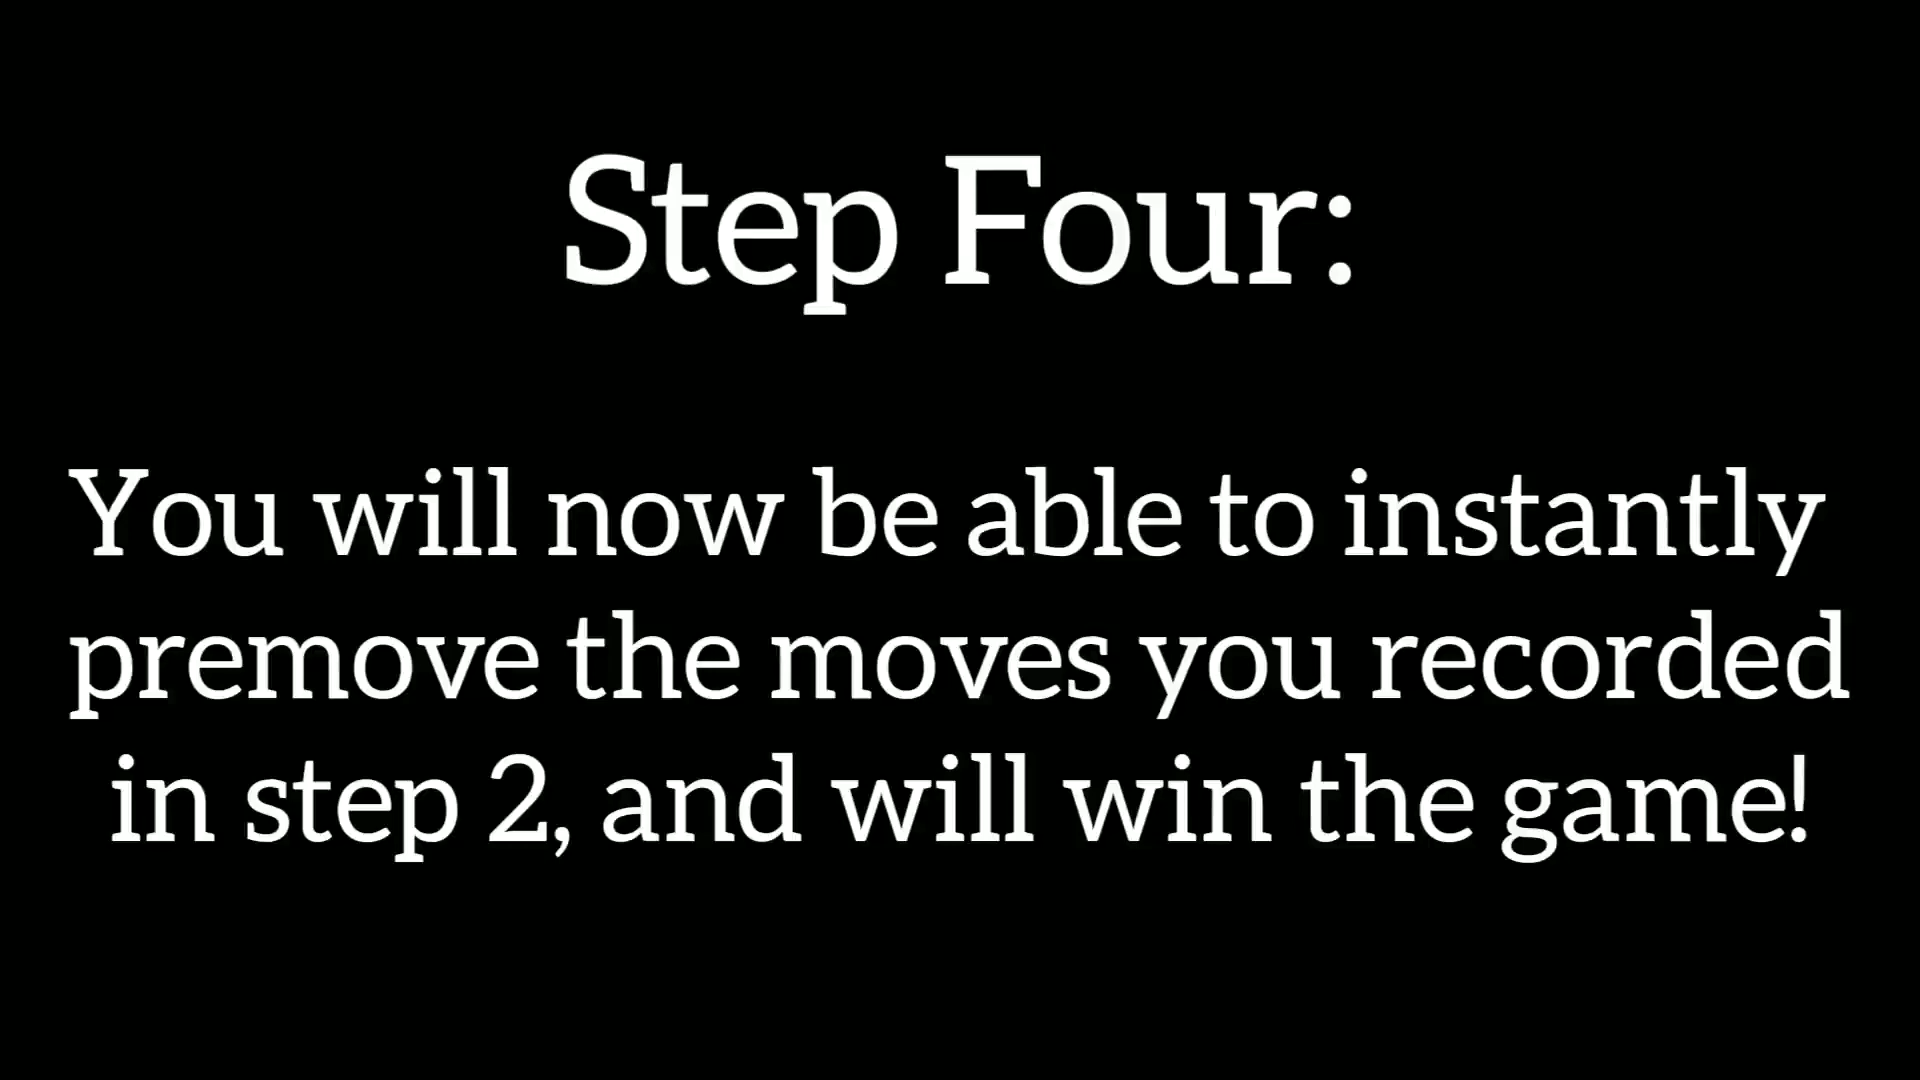 Step Four:
You will now be able to instantly
premove the moves you recorded
in step 2, and will win the game!